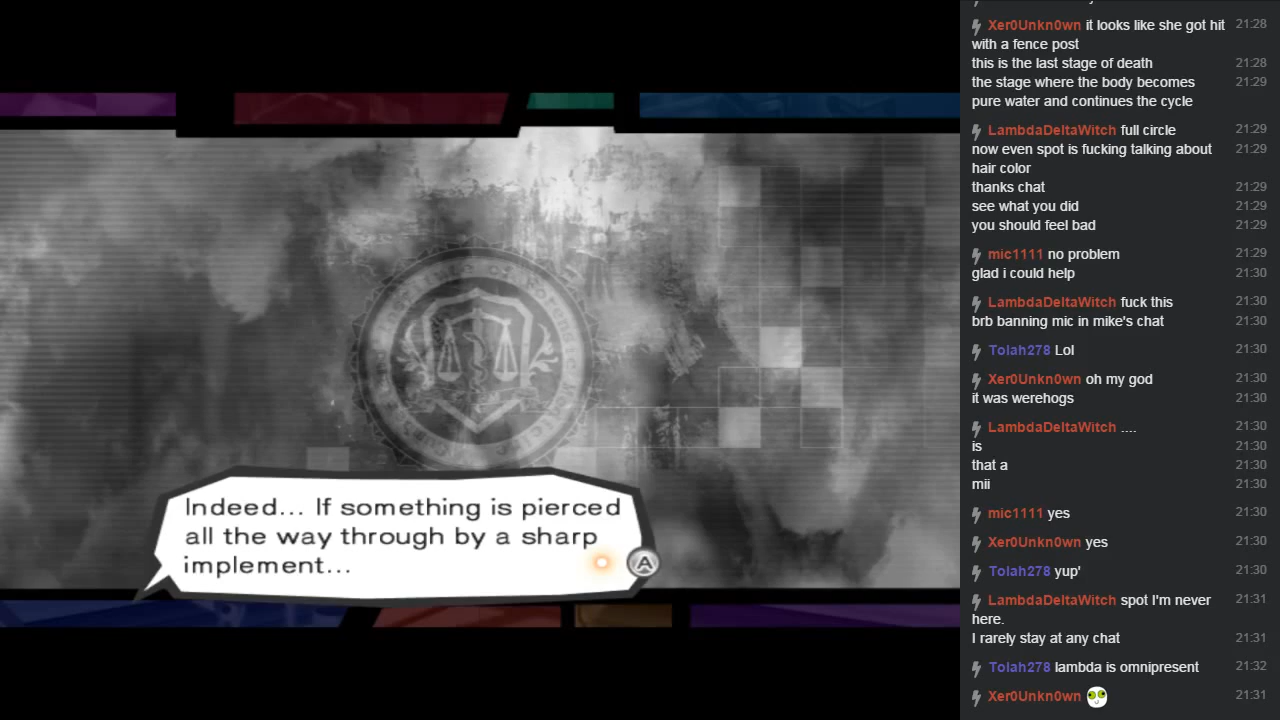 Indeed... If something is pierced
all the way through by a sharp
implement...
A
Xer0Unkn0wn it looks like she got hit 21:28
with a fence post
this is the last stage of death 21:28
the stage where the body becomes 21:29
pure water and continues the cycle
LambdaDeltaWitch full circle 21:29
now even spot is fucking talking about 21:29
hair color
thanks chat 21:29
see what you did 21:29
you should feel bad 21:29
mic1111 no problem 21:29
glad i could help 21:30
LambdaDeltaWitch fuck this 21:30
brb banning mic in mike's chat 21:30
Tolah278 Lol 21:30
Xer0Unkn0wn oh my god 21:30
it was werehogs 21:30
LambdaDeltaWitch .... 21:30
is 21:30
that a 21:30
mii 21:30
mic1111 yes 21:30
Xer0Unkn0wn yes 21:30
Tolah278 yup' 21:30
LambdaDeltaWitch spot I'm never 21:31
here.
I rarely stay at any chat 21:31
Tolah278 lambda is omnipresent 21:32
Xer0Unkn0wn 21:31